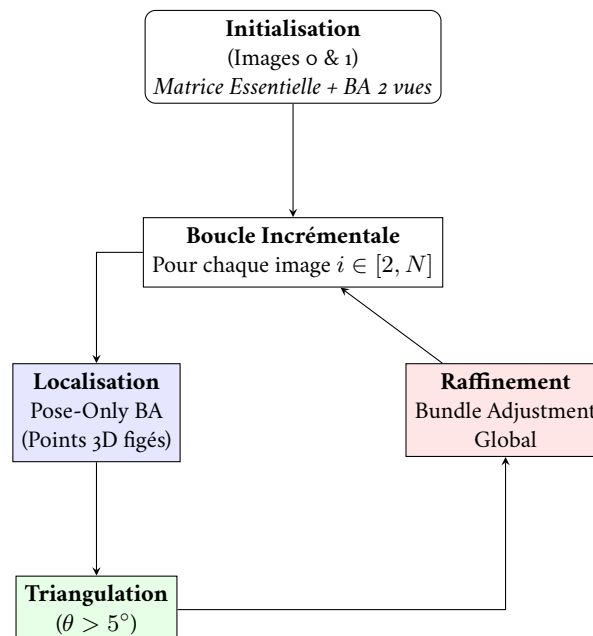 Initialisation
(Images 0 & 1)
Matrice Essentielle + BA 2 vues
Boucle Incrémentale
Pour chaque image i ∈ [2, N]
Localisation
Pose-Only BA
(Points 3D figés)
Raffinement
Bundle Adjustment
Global
Triangulation
(θ > 5°)